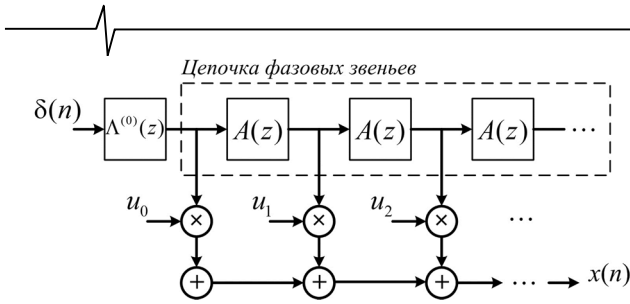 Цепочка фазовых звеньев
δ(n) Λ⁽⁰⁾(z) A(z) A(z) A(z) ...
u₀ × u₁ × u₂ × ...
+ + + ... x(n)